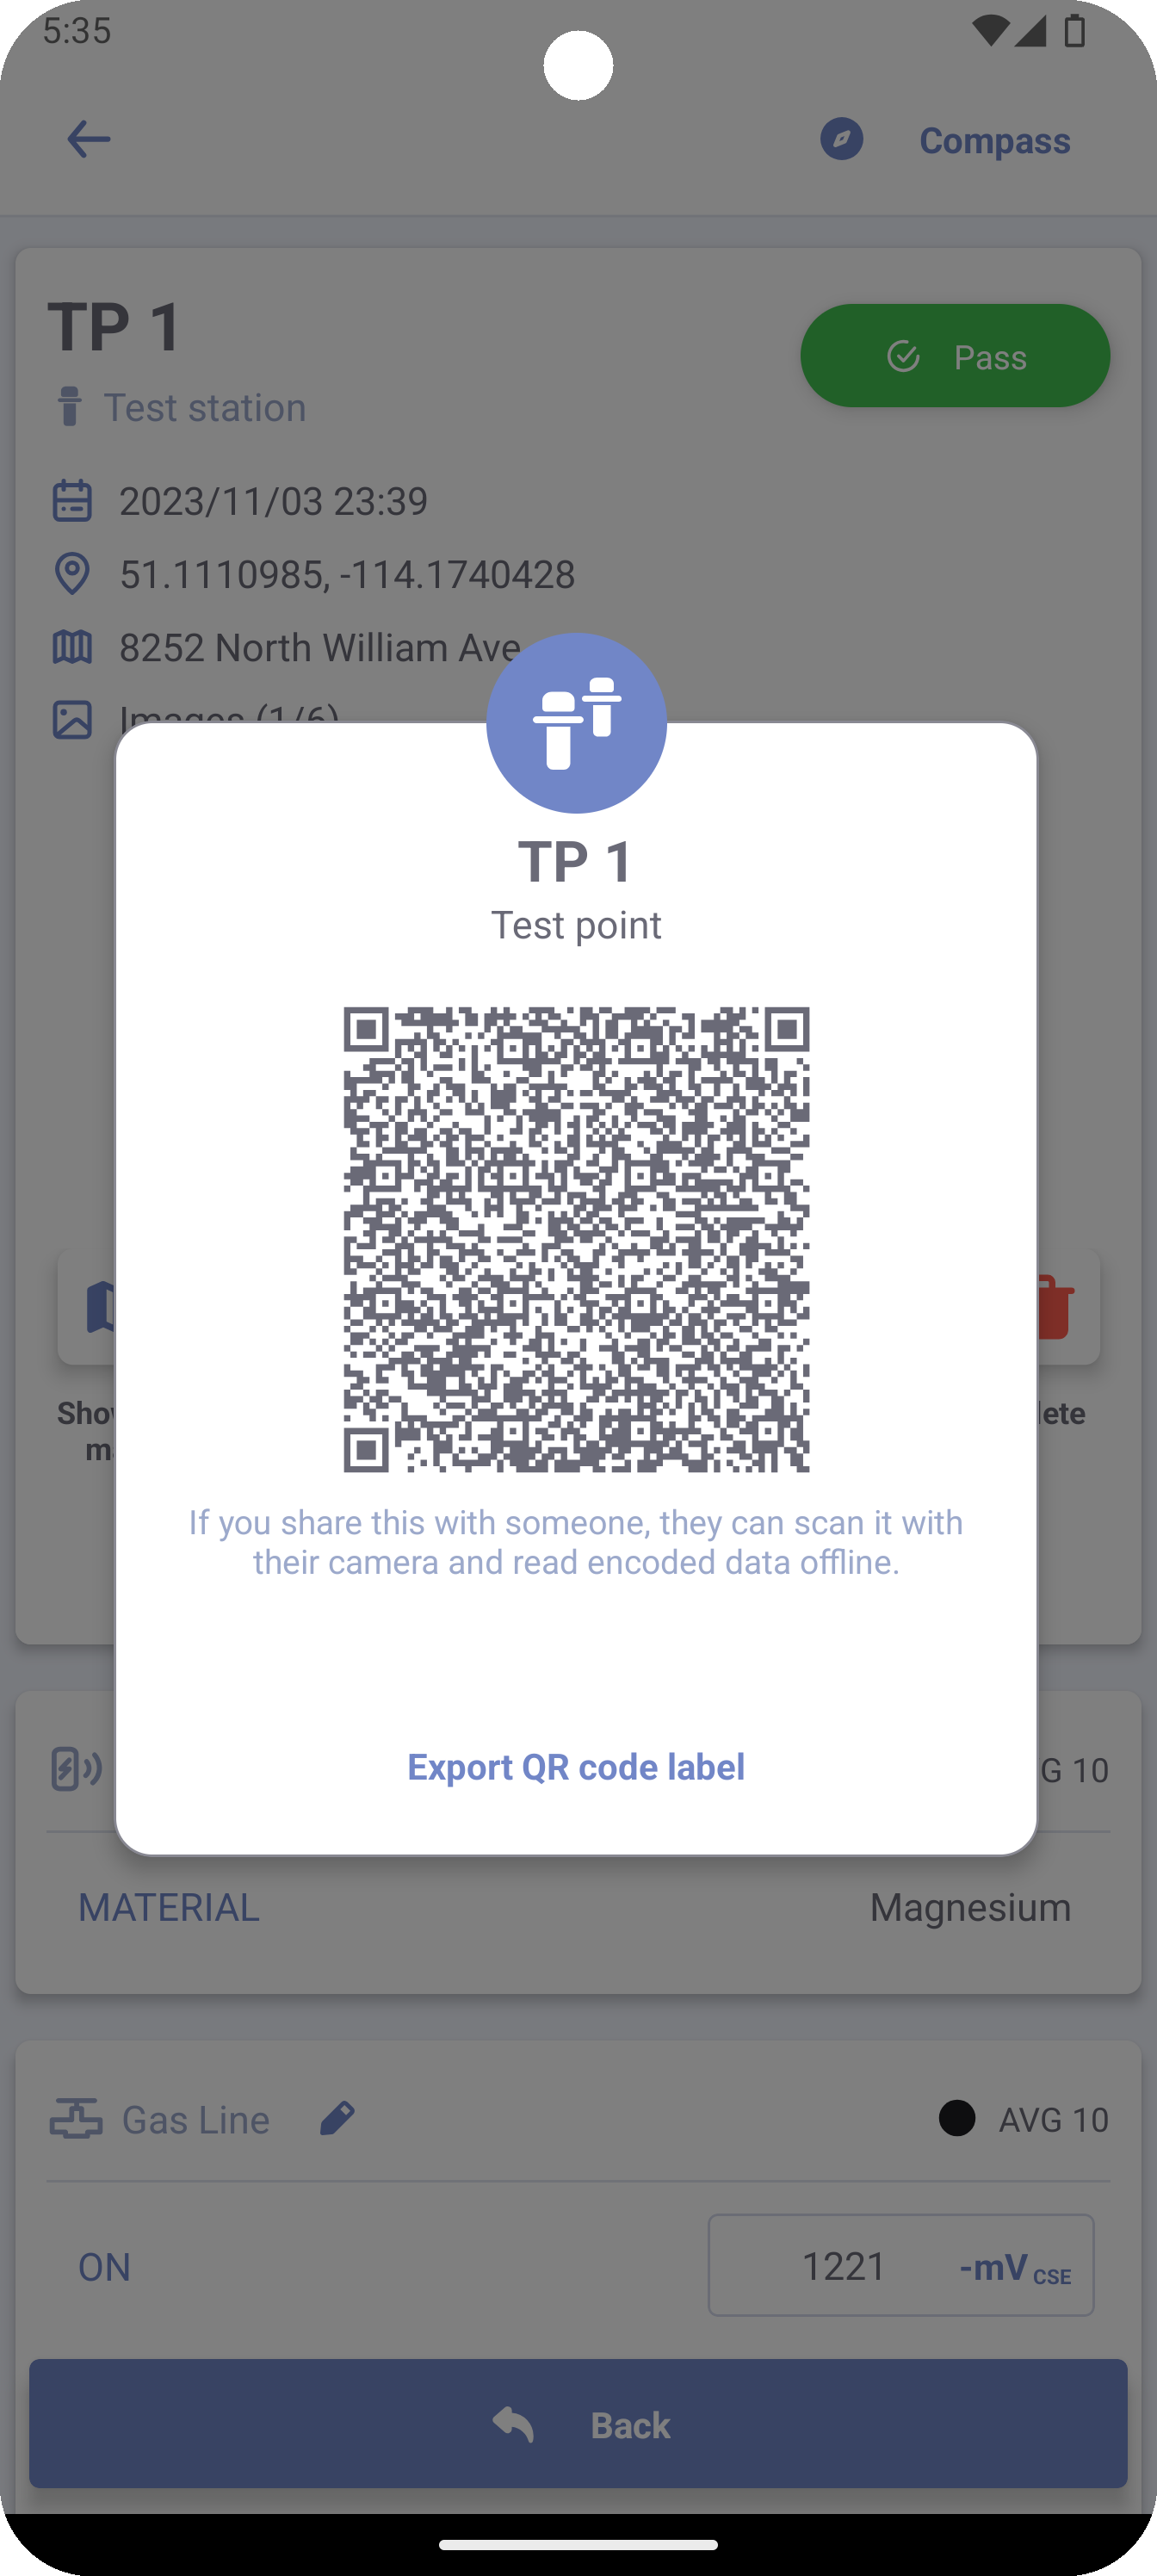 5:35
Compass
TP 1
Pass
Test station
2023/11/03 23:39
51.1110985, -114.1740428
8252 North William Ave
Images (1/6)
TP 1
Test point
If you share this with someone, they can scan it with
their camera and read encoded data offline.
Export QR code label
G 10
MATERIAL Magnesium
Gas Line AVG 10
ON 1221 -mV CSE
Back